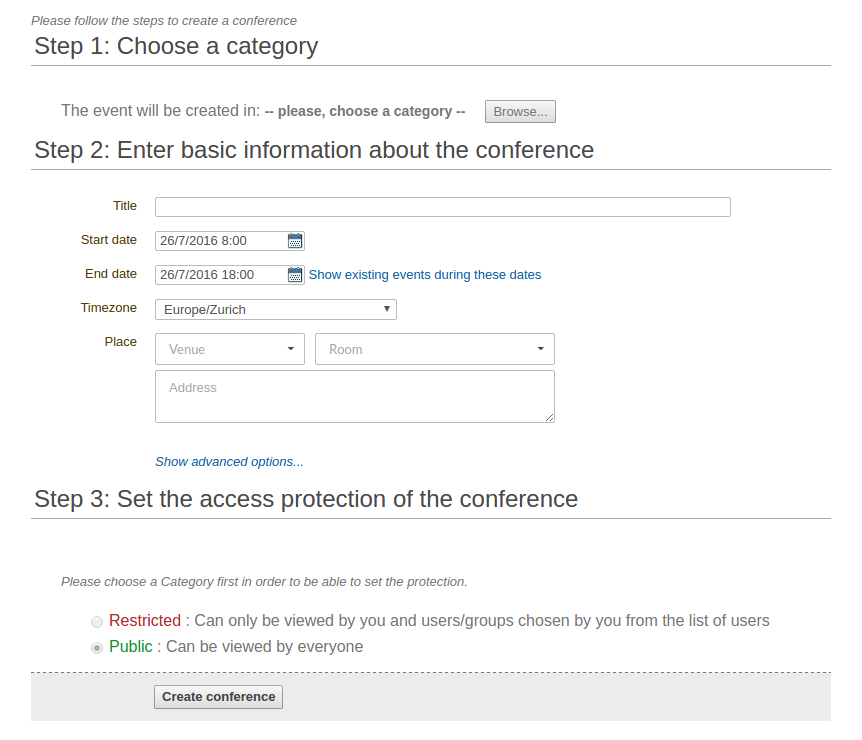 Please follow the steps to create a conference
Step 1: Choose a category
The event will be created in: -- please, choose a category -- Browse...
Step 2: Enter basic information about the conference
Title
Start date 26/7/2016 8:00
End date 26/7/2016 18:00 Show existing events during these dates
Timezone Europe/Zurich
Place Venue Room
Address
Show advanced options...
Step 3: Set the access protection of the conference
Please choose a Category first in order to be able to set the protection.
Restricted : Can only be viewed by you and users/groups chosen by you from the list of users
Public : Can be viewed by everyone
Create conference